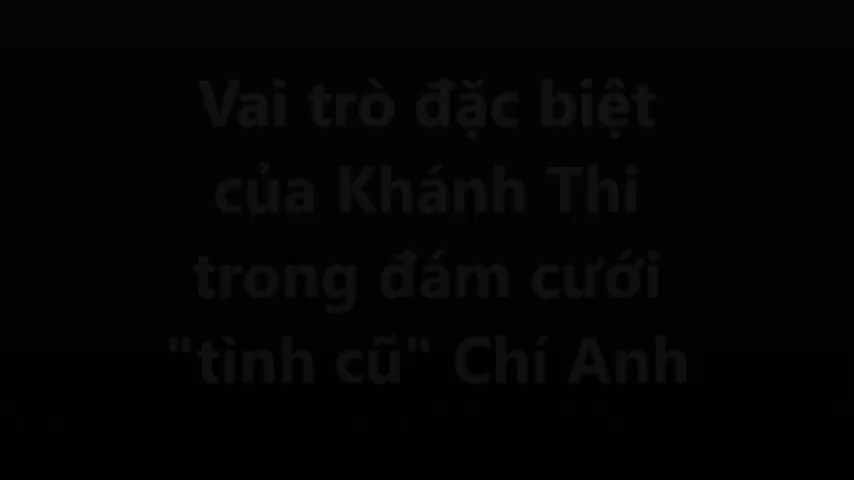 Vai trò đặc biệt
của Khánh Thi
trong đám cưới
"tình cũ" Chí Anh